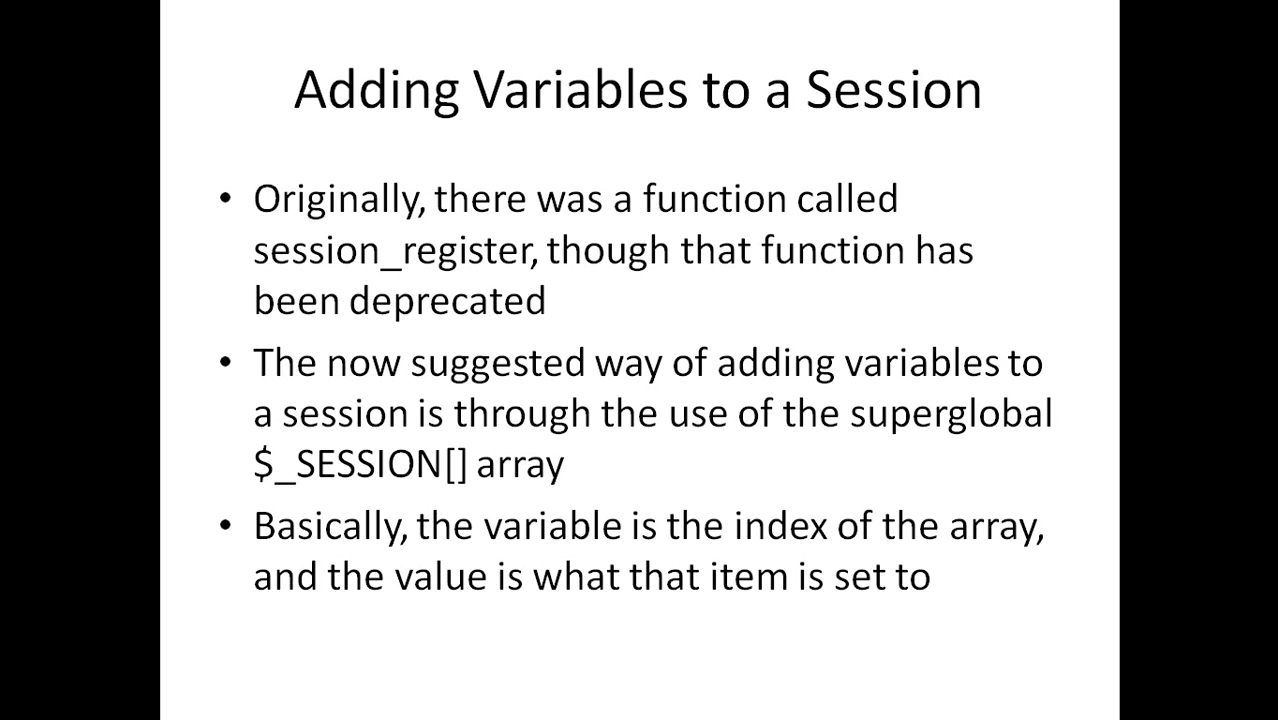 Adding Variables to a Session
• Originally, there was a function called
session_register, though that function has
been deprecated
• The now suggested way of adding variables to
a session is through the use of the superglobal
$_SESSION[] array
• Basically, the variable is the index of the array,
and the value is what that item is set to